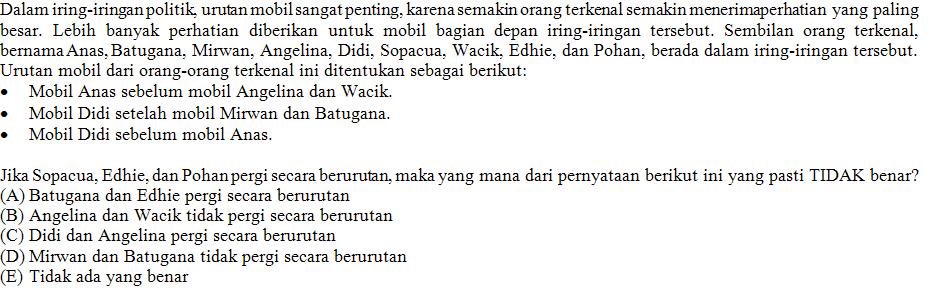 Dalam iring-iringan politik, urutan mobil sangat penting, karena semakin orang terkenal semakin menerimaperhatian yang paling
besar. Lebih banyak perhatian diberikan untuk mobil bagian depan iring-iringan tersebut. Sembilan orang terkenal,
bernama Anas, Batugana, Mirwan, Angelina, Didi, Sopacua, Wacik, Edhie, dan Pohan, berada dalam iring-iringan tersebut.
Urutan mobil dari orang-orang terkenal ini ditentukan sebagai berikut:
• Mobil Anas sebelum mobil Angelina dan Wacik.
• Mobil Didi setelah mobil Mirwan dan Batugana.
• Mobil Didi sebelum mobil Anas.
Jika Sopacua, Edhie, dan Pohan pergi secara berurutan, maka yang mana dari pernyataan berikut ini yang pasti TIDAK benar?
(A) Batugana dan Edhie pergi secara berurutan
(B) Angelina dan Wacik tidak pergi secara berurutan
(C) Didi dan Angelina pergi secara berurutan
(D) Mirwan dan Batugana tidak pergi secara berurutan
(E) Tidak ada yang benar